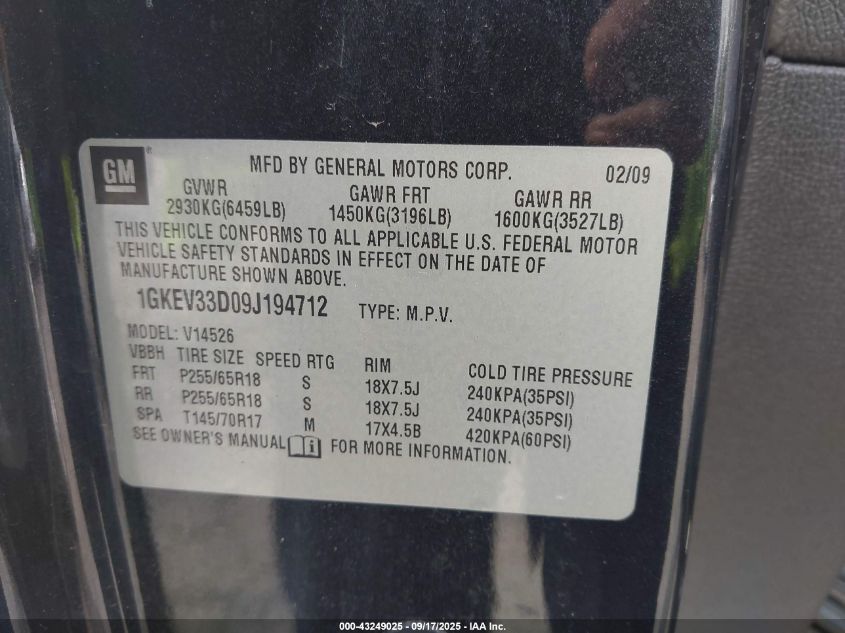 GM ® MFD BY GENERAL MOTORS CORP. 02/09
GVWR GAWR FRT GAWR RR
2930KG(6459LB) 1450KG(3196LB) 1600KG(3527LB)
THIS VEHICLE CONFORMS TO ALL APPLICABLE U.S. FEDERAL MOTOR
VEHICLE SAFETY STANDARDS IN EFFECT ON THE DATE OF
MANUFACTURE SHOWN ABOVE.
1GKEV33D09J194712 TYPE: M.P.V.
MODEL: V14526
VBBH TIRE SIZE SPEED RTG RIM COLD TIRE PRESSURE
FRT P255/65R18 S 18X7.5J 240KPA(35PSI)
RR P255/65R18 S 18X7.5J 240KPA(35PSI)
SPA T145/70R17 M 17X4.5B 420KPA(60PSI)
SEE OWNER'S MANUAL i FOR MORE INFORMATION.
000-43249025 - 09/17/2025 - IAA Inc.